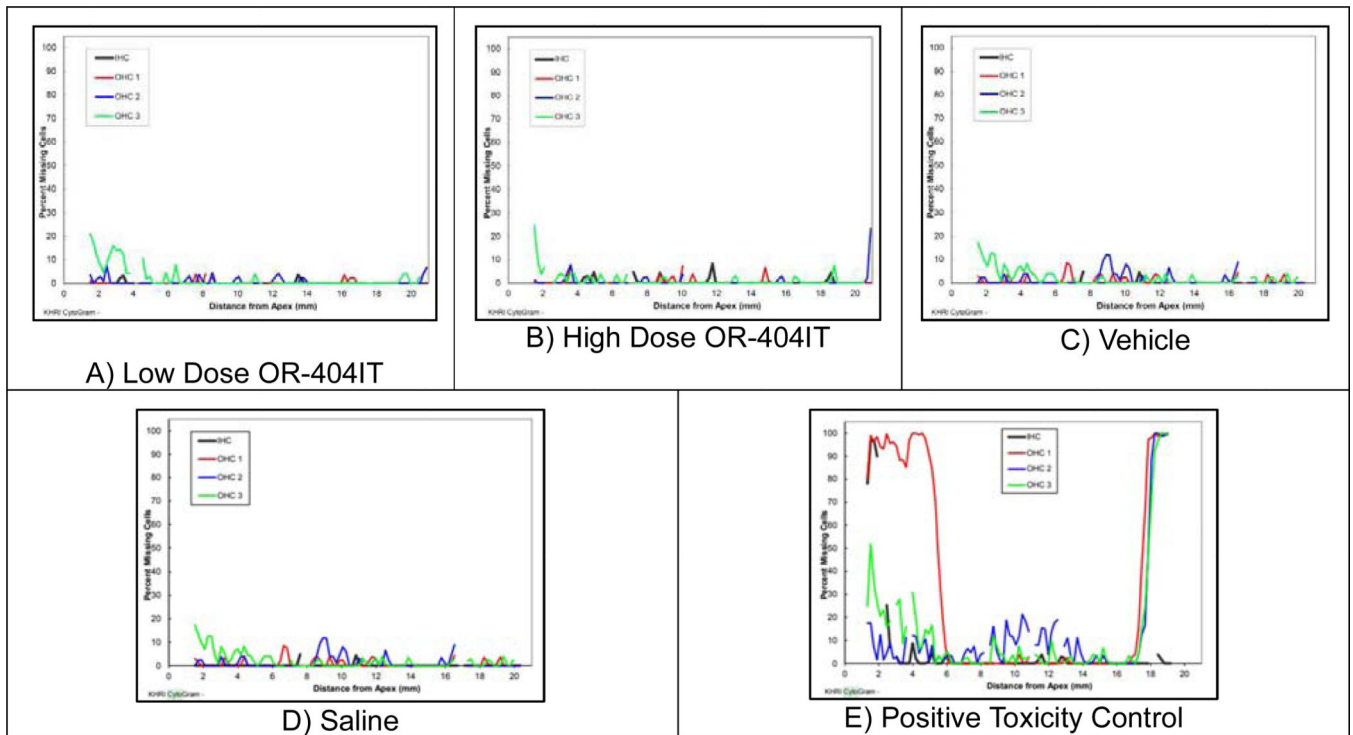 100
90
80
70
60
50
40
30
20
10
0
Percent Missing Cells
IHC
OHC 1
OHC 2
OHC 3
0 2 4 6 8 10 12 14 16 18 20
Distance from Apex (mm)
KHRI CytoGram -
A) Low Dose OR-404IT
100
90
80
70
60
50
40
30
20
10
0
Percent Missing Cells
IHC
OHC 1
OHC 2
OHC 3
0 2 4 6 8 10 12 14 16 18 20
Distance from Apex (mm)
KHRI CytoGram -
B) High Dose OR-404IT
100
90
80
70
60
50
40
30
20
10
0
Percent Missing Cells
IHC
OHC 1
OHC 2
OHC 3
0 2 4 6 8 10 12 14 16 18 20
Distance from Apex (mm)
KHRI CytoGram -
C) Vehicle
100
90
80
70
60
50
40
30
20
10
0
Percent Missing Cells
IHC
OHC 1
OHC 2
OHC 3
0 2 4 6 8 10 12 14 16 18 20
Distance from Apex (mm)
KHRI CytoGram -
D) Saline
100
90
80
70
60
50
40
30
20
10
0
Percent Missing Cells
IHC
OHC 1
OHC 2
OHC 3
0 2 4 6 8 10 12 14 16 18 20
Distance from Apex (mm)
KHRI CytoGram -
E) Positive Toxicity Control